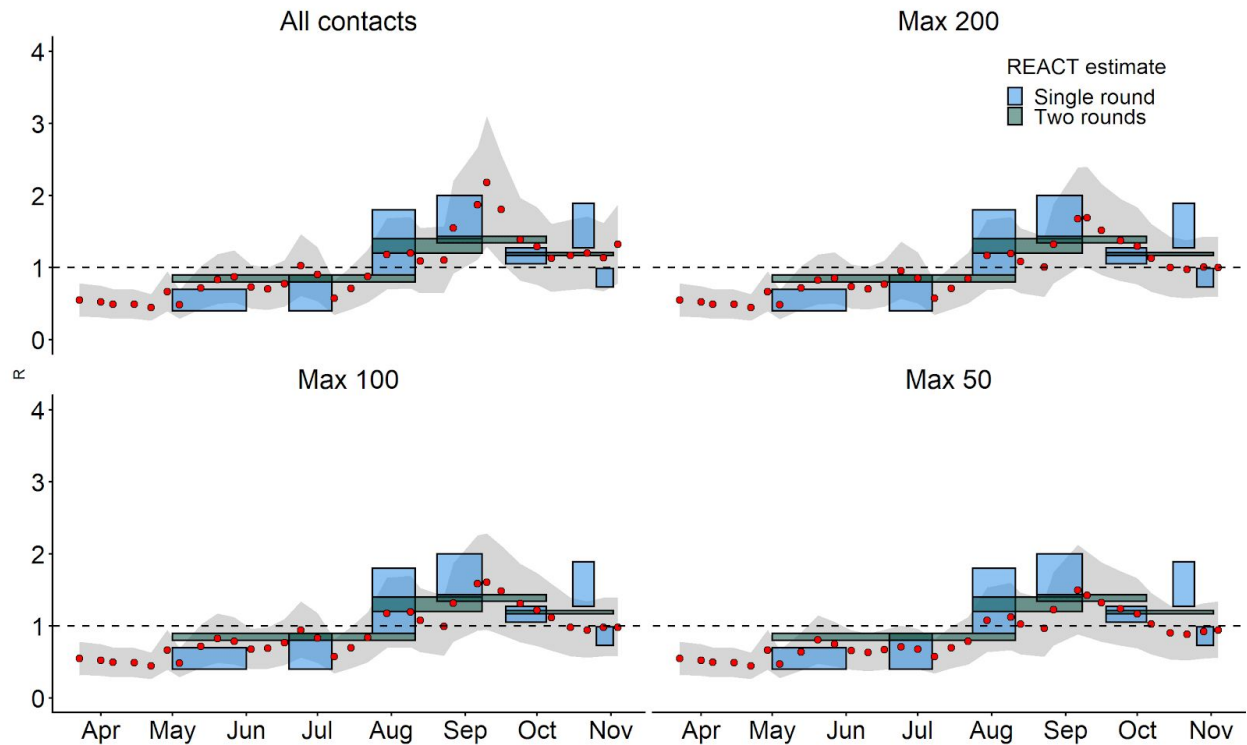 All contacts
Max 200
4
3
2
1
0
REACT estimate
Single round
Two rounds
R
Max 100
Max 50
4
3
2
1
0
Apr May Jun Jul Aug Sep Oct Nov
Apr May Jun Jul Aug Sep Oct Nov